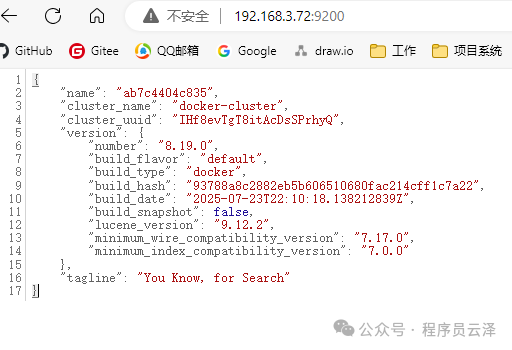 不安全 192.168.3.72:9200
GitHub Gitee QQ邮箱 Google draw.io 工作 项目系统
1 {
2 "name": "ab7c4404c835",
3 "cluster_name": "docker-cluster",
4 "cluster_uuid": "IHf8evTgT8itAcDsSPrhyQ",
5 "version": {
6 "number": "8.19.0",
7 "build_flavor": "default",
8 "build_type": "docker",
9 "build_hash": "93788a8c2882eb5b606510680fac214cff1c7a22",
10 "build_date": "2025-07-23T22:10:18.138212839Z",
11 "build_snapshot": false,
12 "lucene_version": "9.12.2",
13 "minimum_wire_compatibility_version": "7.17.0",
14 "minimum_index_compatibility_version": "7.0.0"
15 },
16 "tagline": "You Know, for Search"
17 }
公众号 · 程序员云泽